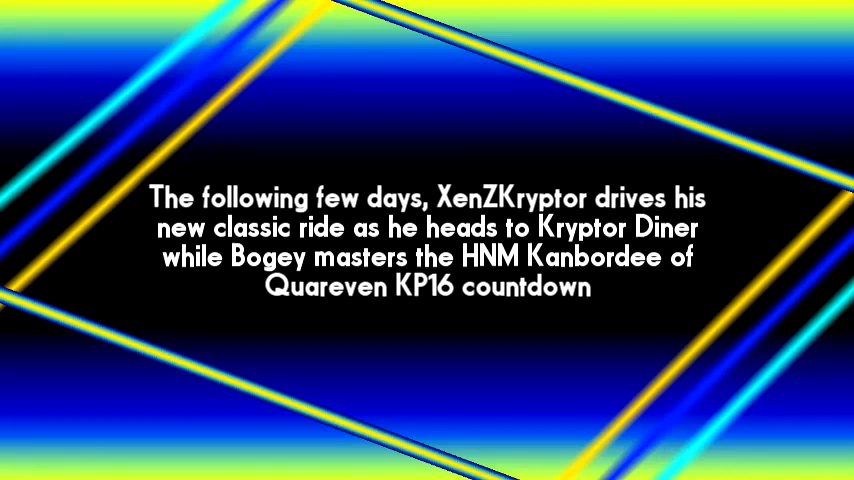 The following few days, XenZKryptor drives his
new classic ride as he heads to Kryptor Diner
while Bogey masters the HNM Kanbordee of
Quareven KP16 countdown